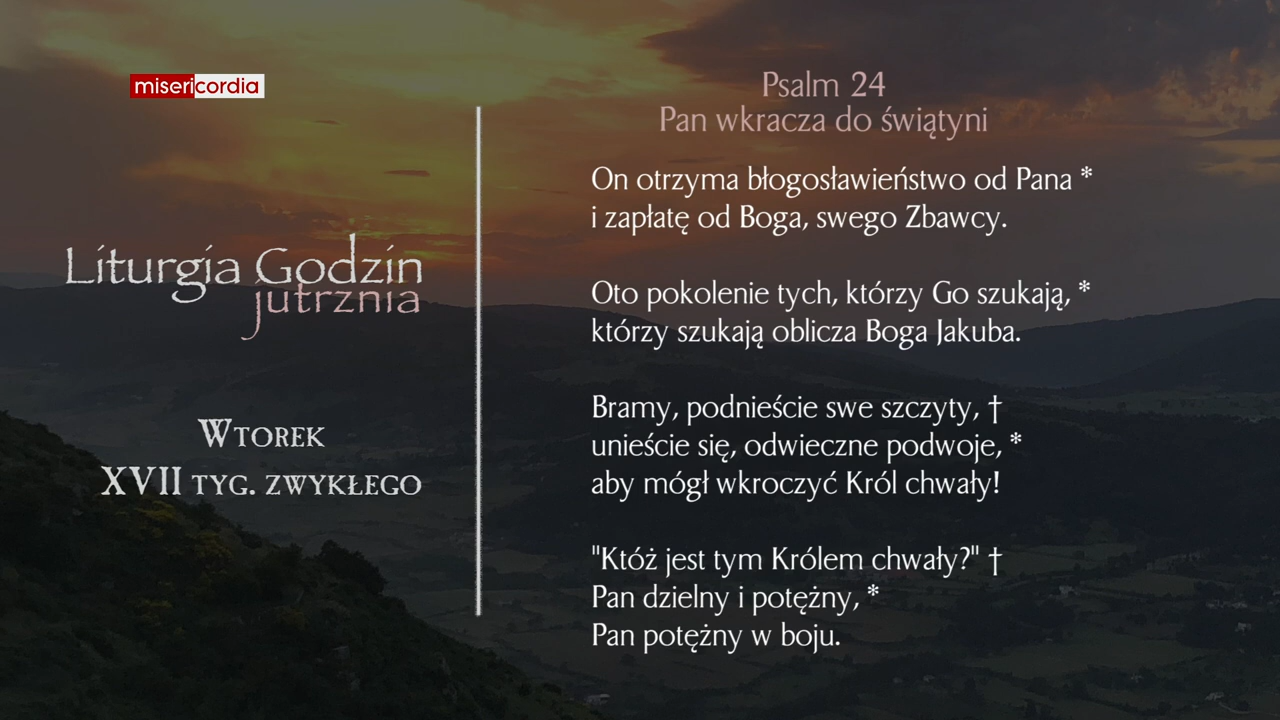 misericordia
Liturgia Godzin
jutrznia
Wtorek
XVII tyg. zwykłego
Psalm 24
Pan wkracza do świątyni
On otrzyma błogosławieństwo od Pana *
i zapłatę od Boga, swego Zbawcy.
Oto pokolenie tych, którzy Go szukają, *
którzy szukają oblicza Boga Jakuba.
Bramy, podnieście swe szczyty, †
unieście się, odwieczne podwoje, *
aby mógł wkroczyć Król chwały!
"Któż jest tym Królem chwały?" †
Pan dzielny i potężny, *
Pan potężny w boju.